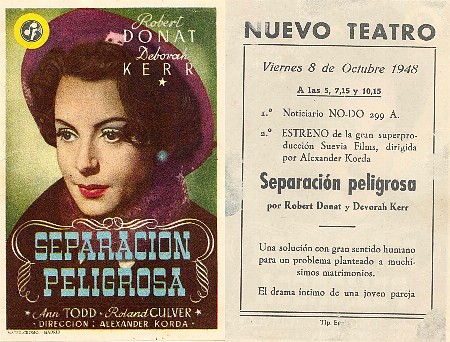 Robert
DONAT
Deborah
KERR
SEPARACION
PELIGROSA
Ann TODD - Roland CULVER
- DIRECCION: ALEXANDER KORDA -
NUEVO TEATRO
Viernes 8 de Octubre 1948
A las 5, 7,15 y 10,15
1.º Noticiario NO-DO 299 A.
2.º ESTRENO de la gran superpro-
ducción Suevia Films, dirigida
por Alexander Korda
Separación peligrosa
por Robert Donat y Devorah Kerr
Una solución con gran sentido humano
para un problema planteado a muchí-
simos matrimonios.
El drama íntimo de una joven pareja